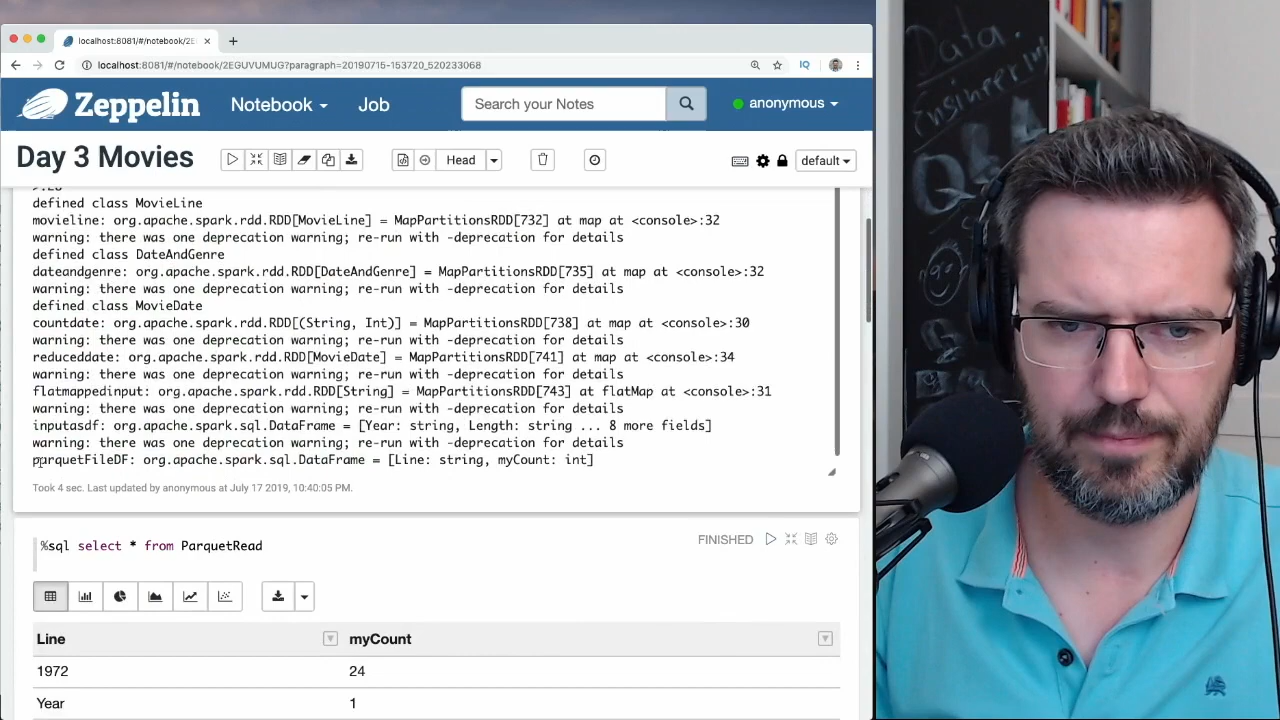 localhost:8081/#/notebook/2E
localhost:8081/#/notebook/2EGUVUMUG?paragraph=20190715-153720_520233068
IQ
Zeppelin
Notebook
Job
Search your Notes
anonymous
Day 3 Movies
Head
default
defined class MovieLine
movieline: org.apache.spark.rdd.RDD[MovieLine] = MapPartitionsRDD[732] at map at <console>:32
warning: there was one deprecation warning; re-run with -deprecation for details
defined class DateAndGenre
dateandgenre: org.apache.spark.rdd.RDD[DateAndGenre] = MapPartitionsRDD[735] at map at <console>:32
warning: there was one deprecation warning; re-run with -deprecation for details
defined class MovieDate
countdate: org.apache.spark.rdd.RDD[(String, Int)] = MapPartitionsRDD[738] at map at <console>:30
warning: there was one deprecation warning; re-run with -deprecation for details
reduceddate: org.apache.spark.rdd.RDD[MovieDate] = MapPartitionsRDD[741] at map at <console>:34
warning: there was one deprecation warning; re-run with -deprecation for details
flatmappedinput: org.apache.spark.rdd.RDD[String] = MapPartitionsRDD[743] at flatMap at <console>:31
warning: there was one deprecation warning; re-run with -deprecation for details
inputasdf: org.apache.spark.sql.DataFrame = [Year: string, Length: string ... 8 more fields]
warning: there was one deprecation warning; re-run with -deprecation for details
parquetFileDF: org.apache.spark.sql.DataFrame = [Line: string, myCount: int]
Took 4 sec. Last updated by anonymous at July 17 2019, 10:40:05 PM.
%sql select * from ParquetRead
FINISHED
Line
myCount
1972
24
Year
1
Data